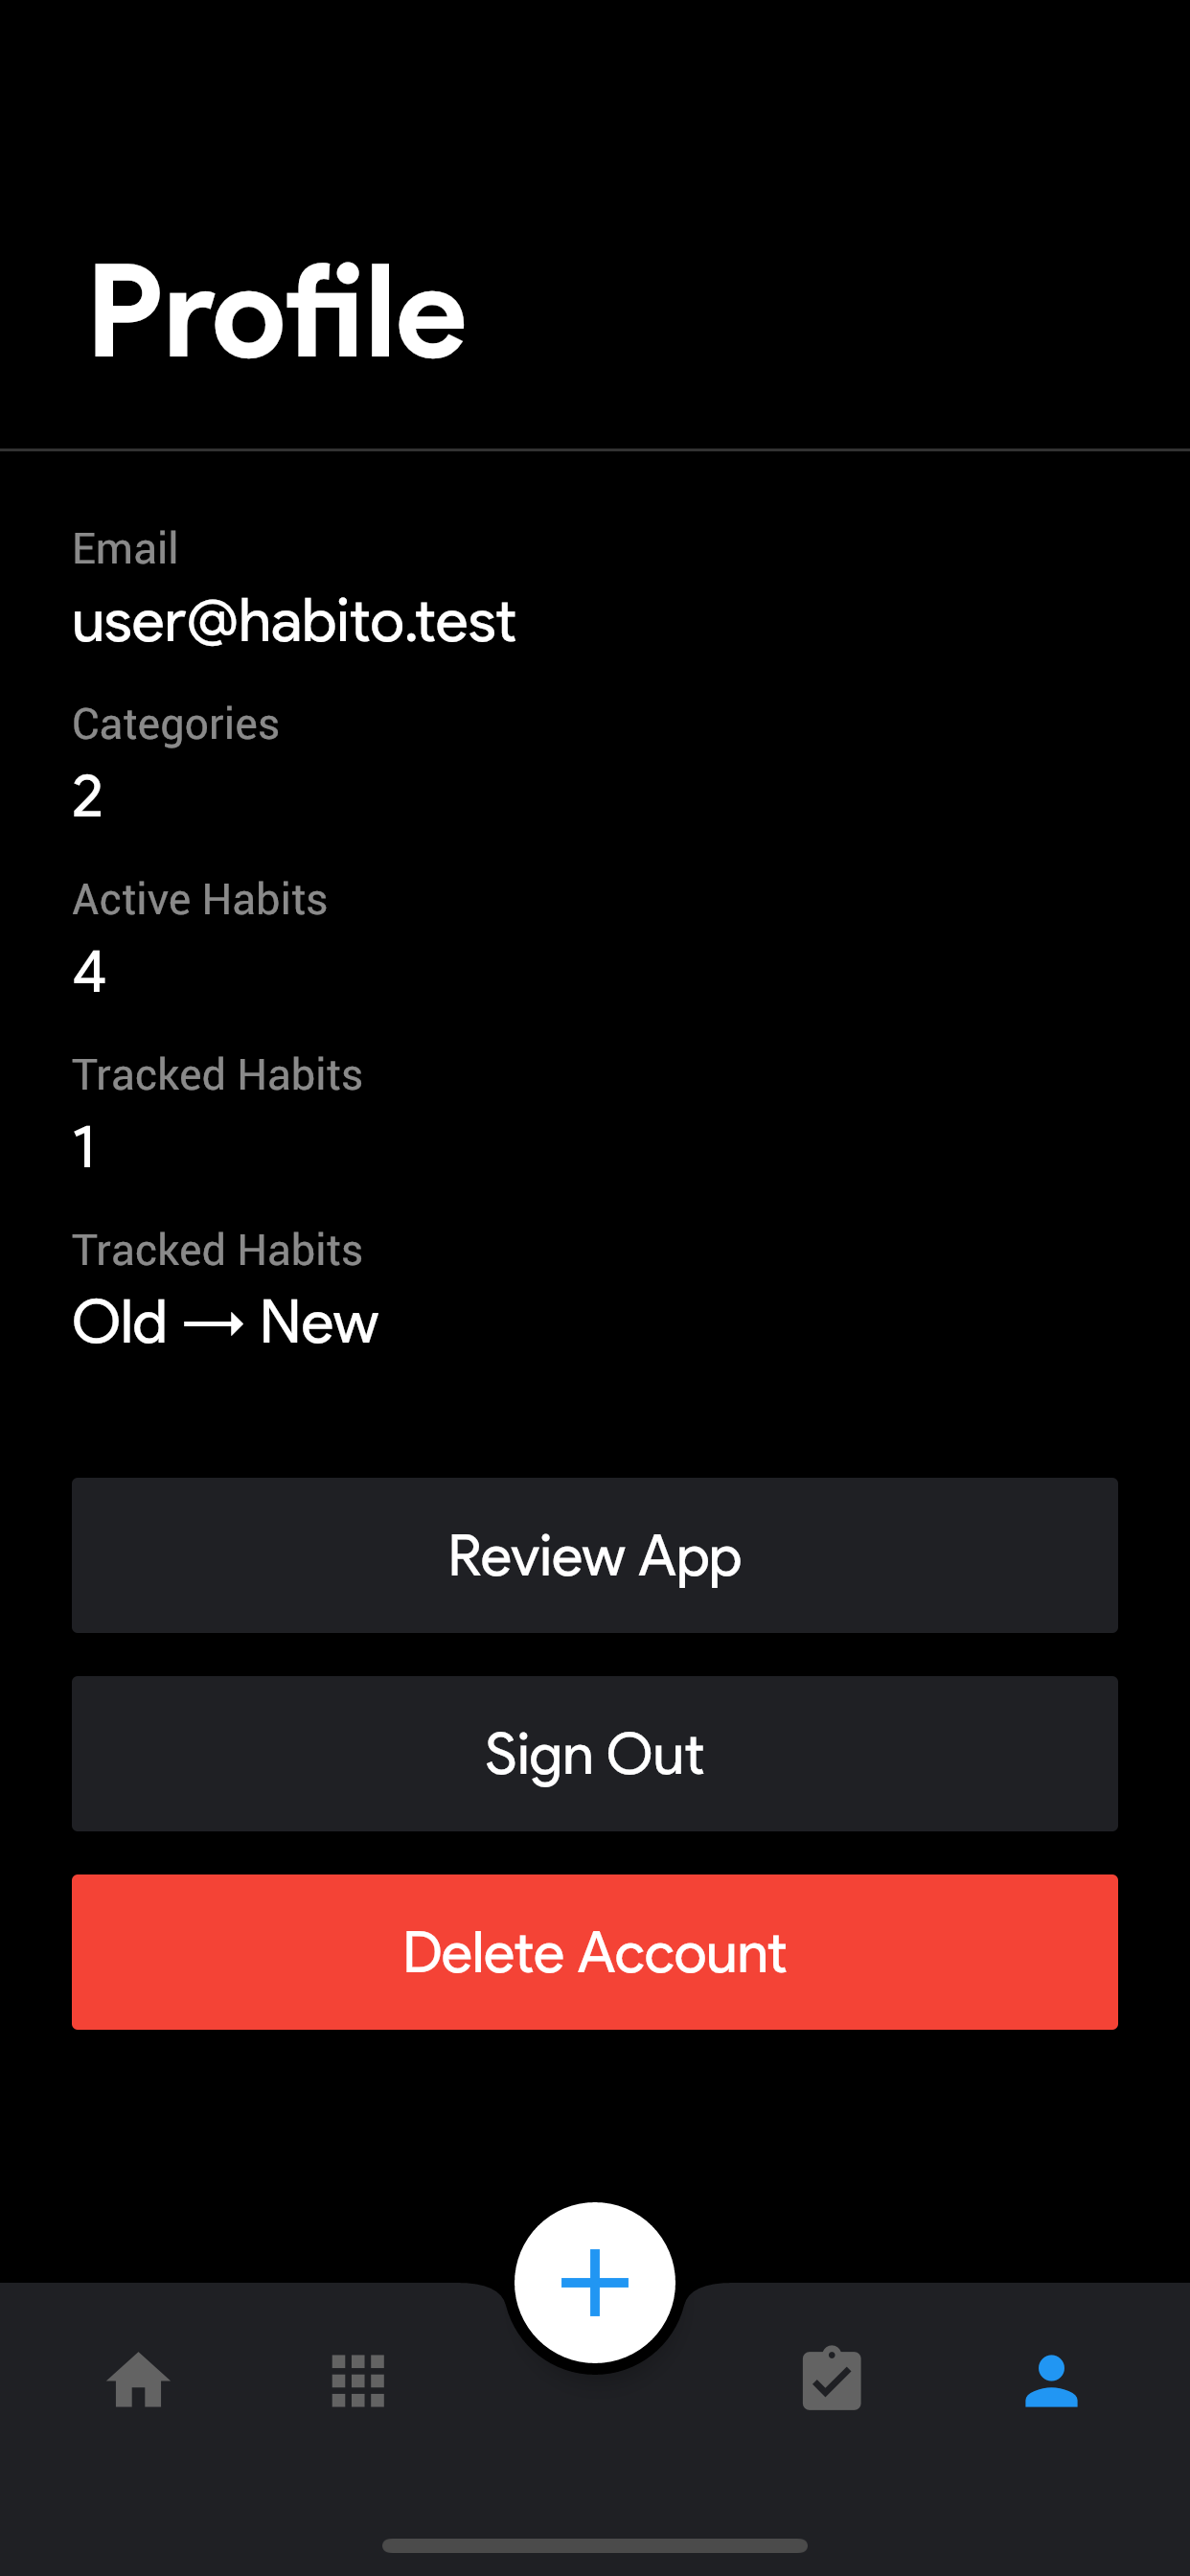 Profile
Email
user@habito.test
Categories
2
Active Habits
4
Tracked Habits
1
Tracked Habits
Old → New
Review App
Sign Out
Delete Account